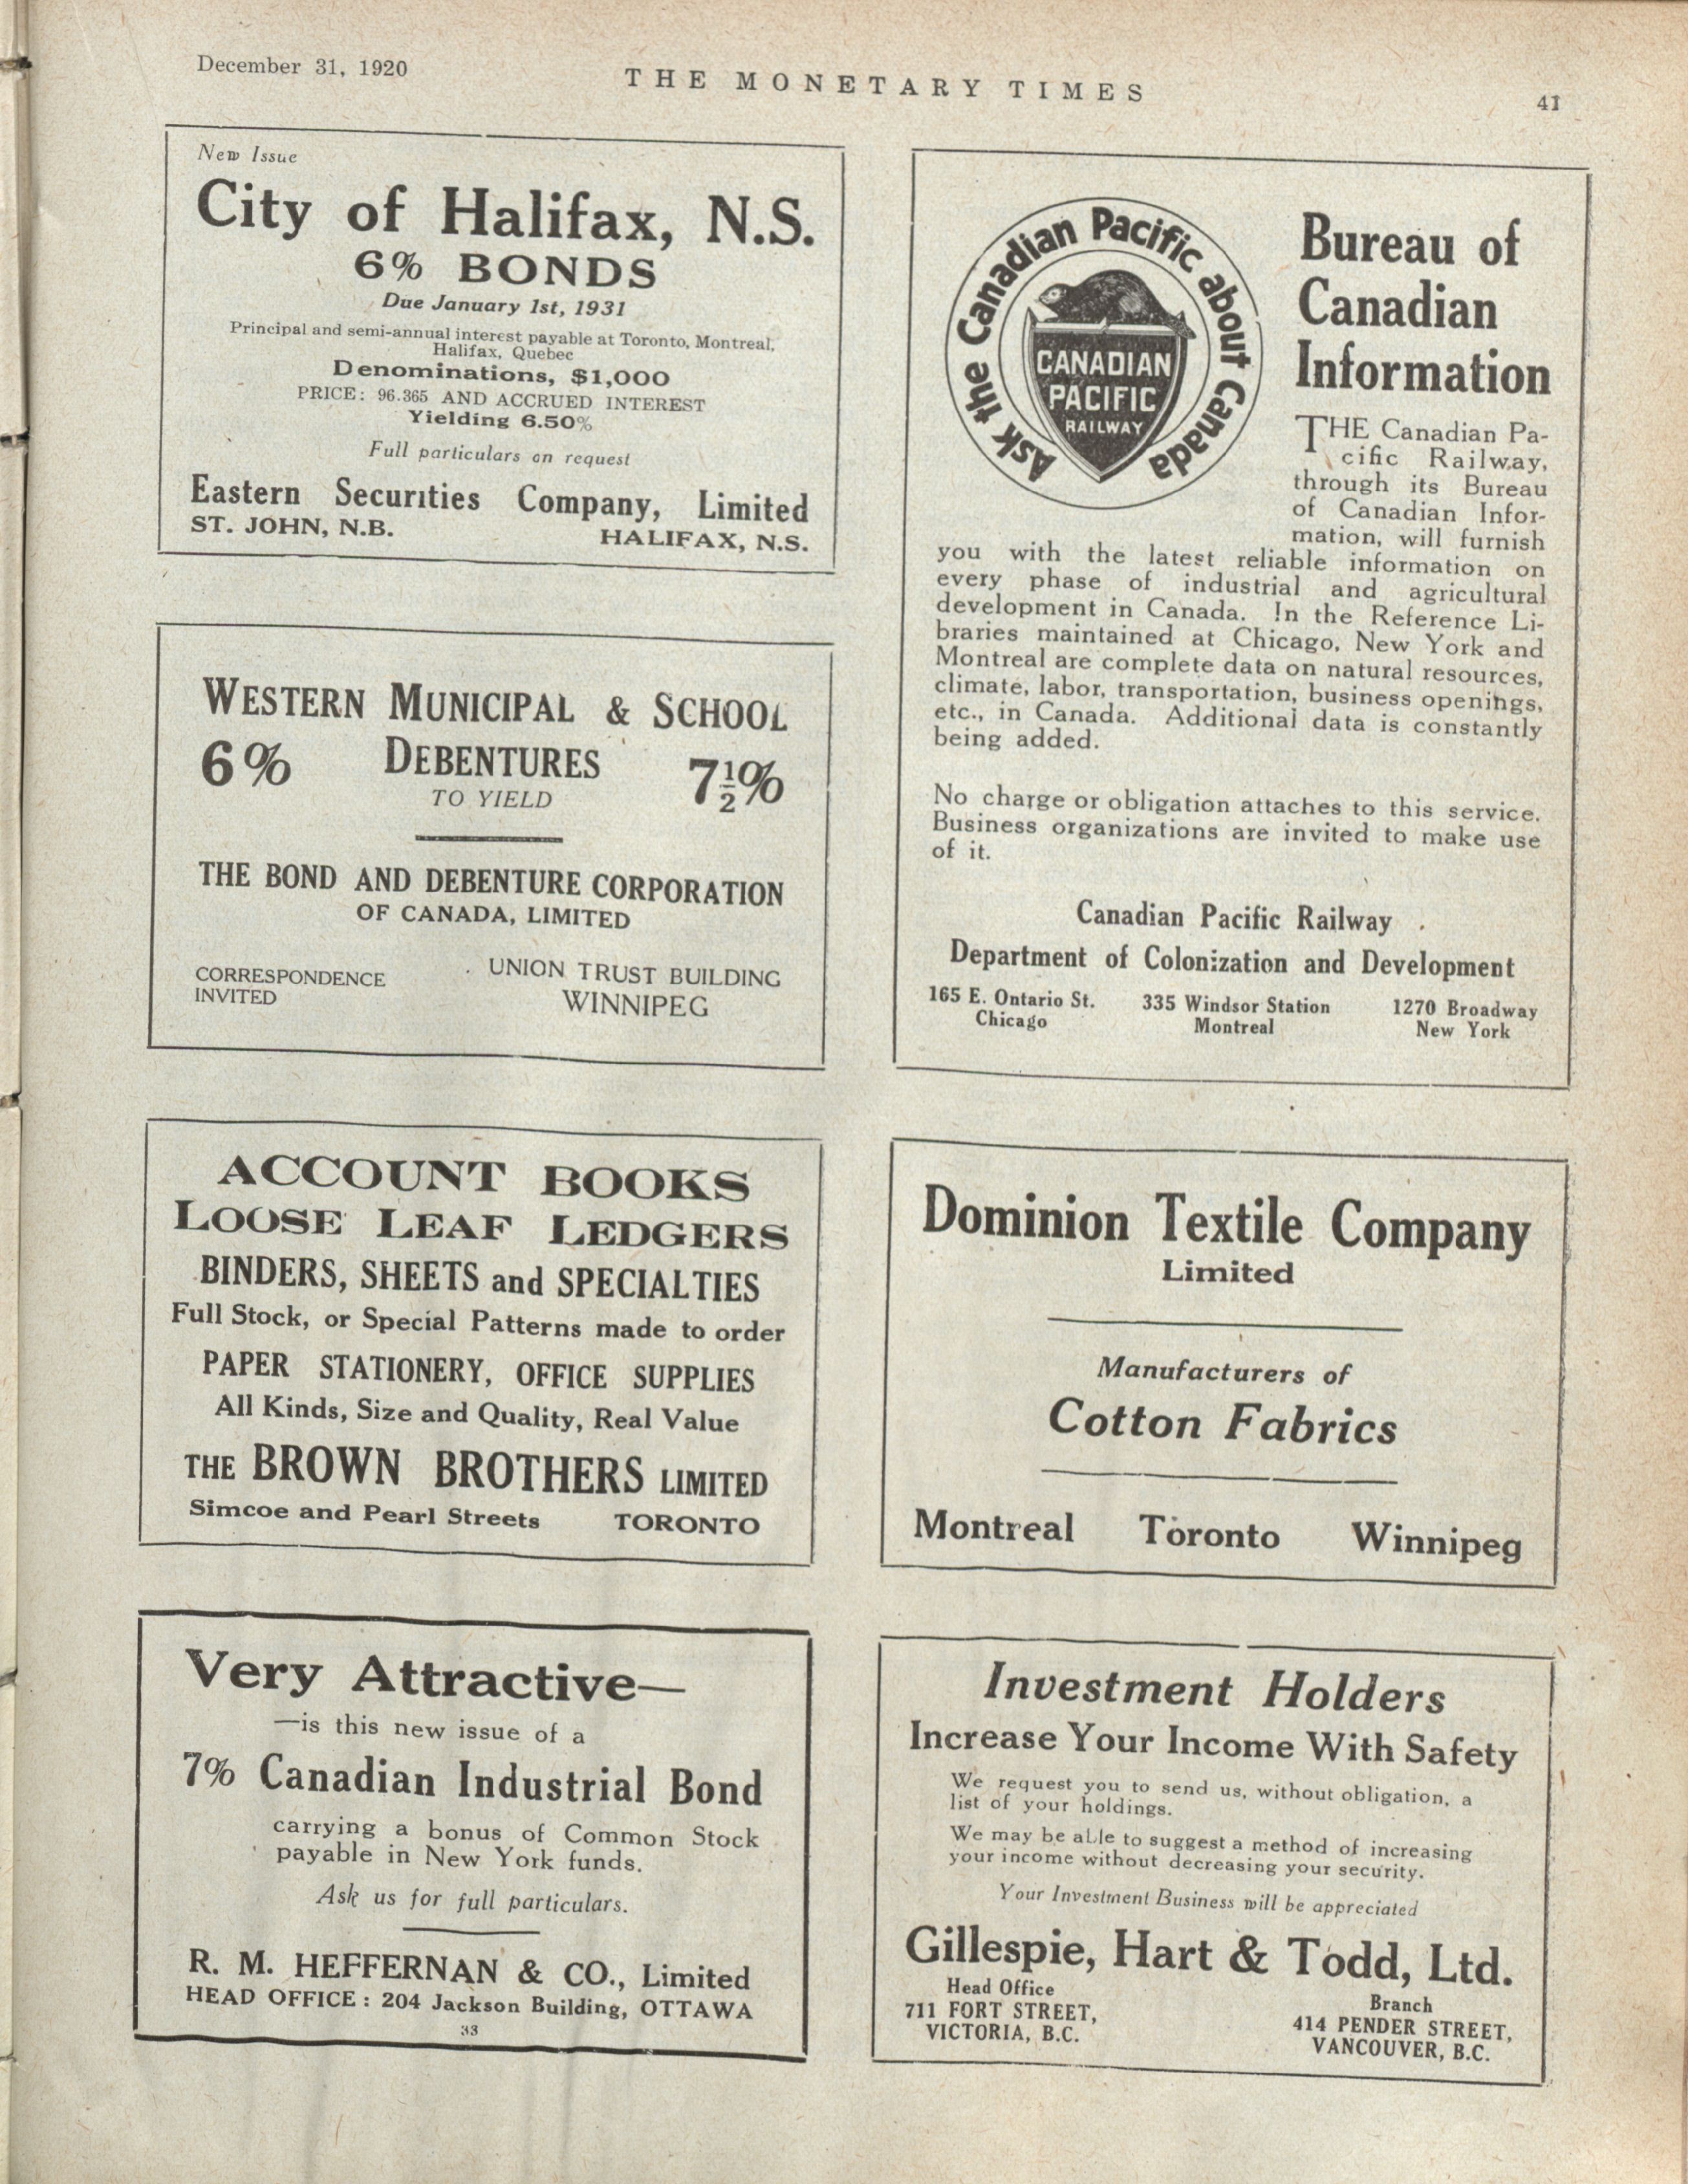 December 31, 1920
THE MONETARY TIMES
41
New Issue
City of Halifax, N.S.
6% BONDS
Due January 1st, 1931
Principal and semi-annual interest payable at Toronto, Montreal,
Halifax, Quebec
Denominations, $1,000
PRICE: 96.365 AND ACCRUED INTEREST
Yielding 6.50%
Full particulars on request
Eastern Securities Company, Limited
ST. JOHN, N.B. HALIFAX, N.S.
WESTERN MUNICIPAL & SCHOOL
6% DEBENTURES 7½%
TO YIELD
THE BOND AND DEBENTURE CORPORATION
OF CANADA, LIMITED
CORRESPONDENCE
INVITED
UNION TRUST BUILDING
WINNIPEG
ACCOUNT BOOKS
LOOSE LEAF LEDGERS
BINDERS, SHEETS and SPECIALTIES
Full Stock, or Special Patterns made to order
PAPER STATIONERY, OFFICE SUPPLIES
All Kinds, Size and Quality, Real Value
THE BROWN BROTHERS LIMITED
Simcoe and Pearl Streets TORONTO
Very Attractive—
—is this new issue of a
7% Canadian Industrial Bond
carrying a bonus of Common Stock
payable in New York funds.
Ask us for full particulars.
R. M. HEFFERNAN & CO., Limited
HEAD OFFICE: 204 Jackson Building, OTTAWA
33
Ask the Canadian Pacific about Canada
CANADIAN
PACIFIC
RAILWAY
Bureau of
Canadian
Information
THE Canadian Pa-
cific Railway,
through its Bureau
of Canadian Infor-
mation, will furnish
you with the latest reliable information on
every phase of industrial and agricultural
development in Canada. In the Reference Li-
braries maintained at Chicago, New York and
Montreal are complete data on natural resources,
climate, labor, transportation, business openings,
etc., in Canada. Additional data is constantly
being added.
No charge or obligation attaches to this service.
Business organizations are invited to make use
of it.
Canadian Pacific Railway
Department of Colonization and Development
165 E. Ontario St. 335 Windsor Station 1270 Broadway
Chicago Montreal New York
Dominion Textile Company
Limited
Manufacturers of
Cotton Fabrics
Montreal Toronto Winnipeg
Investment Holders
Increase Your Income With Safety
We request you to send us, without obligation, a
list of your holdings.
We may be able to suggest a method of increasing
your income without decreasing your security.
Your Investment Business will be appreciated
Gillespie, Hart & Todd, Ltd.
Head Office
711 FORT STREET,
VICTORIA, B.C.
Branch
414 PENDER STREET,
VANCOUVER, B.C.